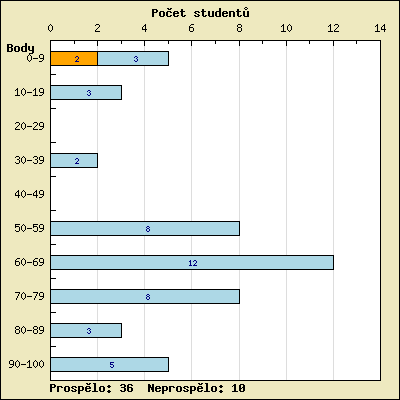 Počet studentů
0 2 4 6 8 10 12 14
Body
0-9 2 3
10-19 3
20-29
30-39 2
40-49
50-59 8
60-69 12
70-79 8
80-89 3
90-100 5
Prospělo: 36 Neprospělo: 10